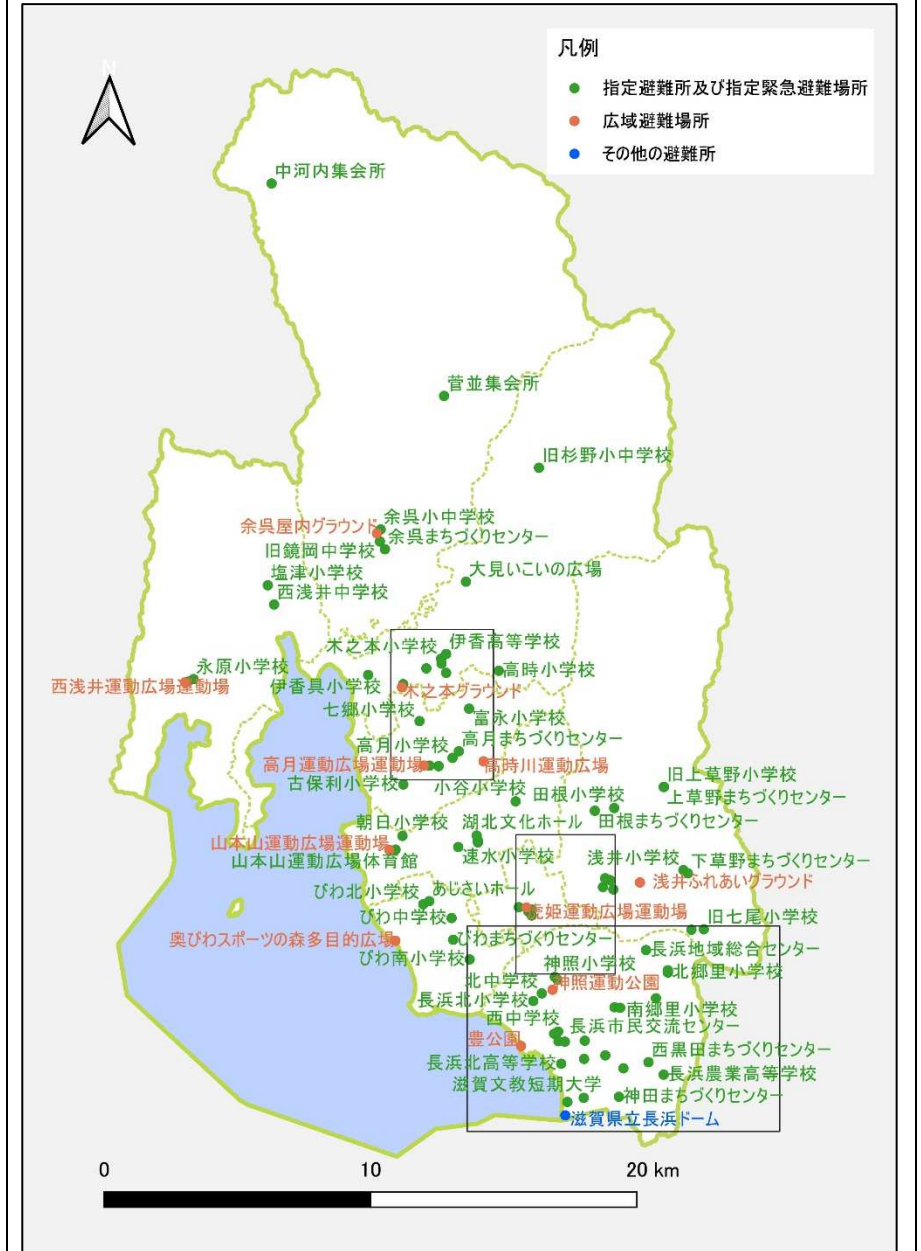 凡例
指定避難所及び指定緊急避難場所
広域避難場所
その他の避難所
N
中河内集会所
菅並集会所
旧杉野小中学校
余呉小中学校
余呉屋内グラウンド
余呉まちづくりセンター
旧鏡岡中学校
塩津小学校
大見いこいの広場
西浅井中学校
木之本小学校
伊香高等学校
永原小学校
高時小学校
西浅井運動広場運動場
伊香具小学校
木之本グラウンド
七郷小学校
富永小学校
高月小学校
高月まちづくりセンター
高月運動広場運動場
高時川運動広場
古保利小学校
小谷小学校
田根小学校
旧上草野小学校
上草野まちづくりセンター
朝日小学校
湖北文化ホール
田根まちづくりセンター
山本山運動広場運動場
山本山運動広場体育館
速水小学校
浅井小学校
下草野まちづくりセンター
浅井ふれあいグラウンド
びわ北小学校
あじさいホール
びわ中学校
虎姫運動広場運動場
旧七尾小学校
奥びわスポーツの森多目的広場
びわまちづくりセンター
長浜地域総合センター
びわ南小学校
神照小学校
北郷里小学校
北中学校
神照運動公園
長浜北小学校
南郷里小学校
西中学校
長浜市民交流センター
豊公園
西黒田まちづくりセンター
長浜北高等学校
長浜農業高等学校
滋賀文教短期大学
神田まちづくりセンター
滋賀県立長浜ドーム
0 10 20 km